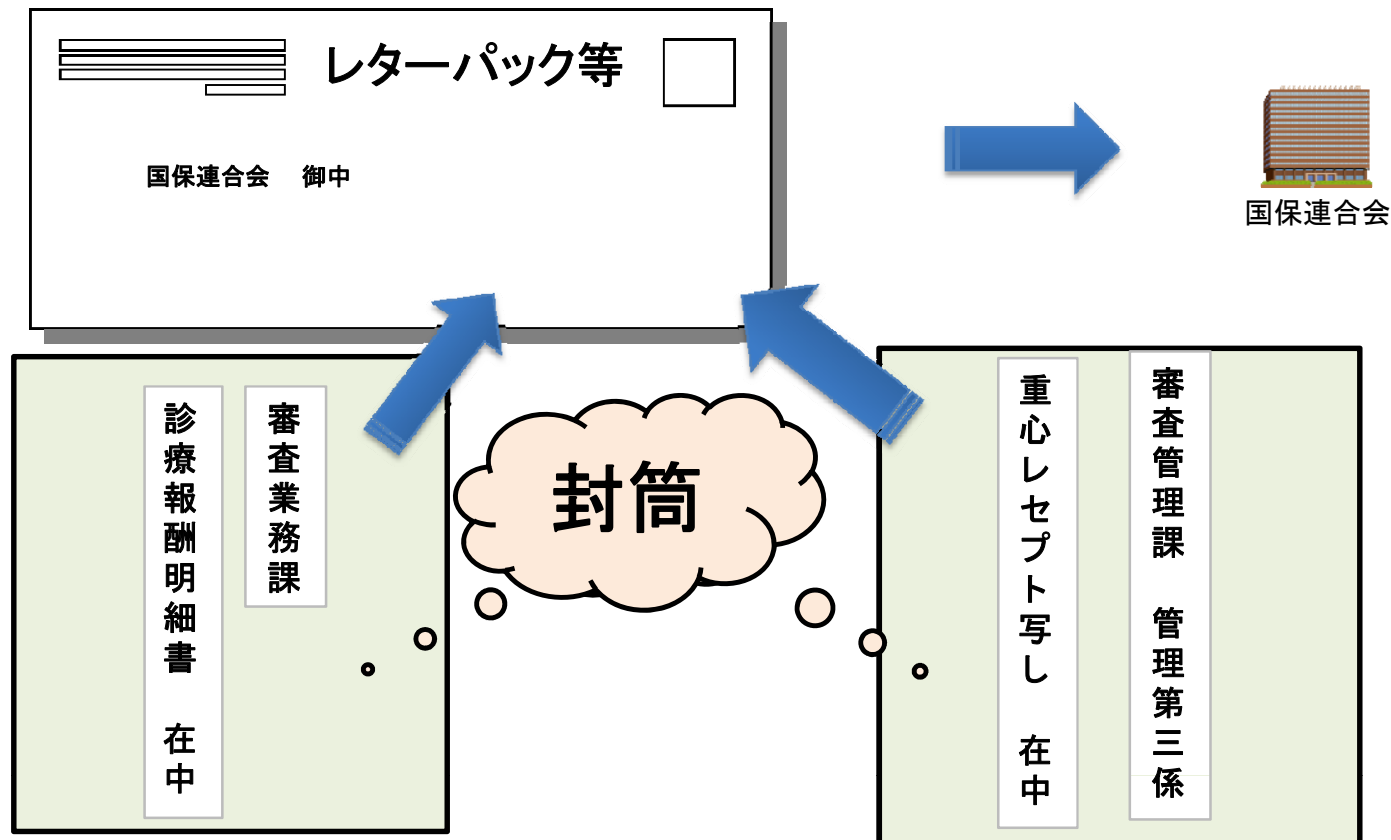 レターパック等
国保連合会　御中
国保連合会
封筒
審査業務課
診療報酬明細書　在中
審査管理課　管理第三係
重心レセプト写し　在中